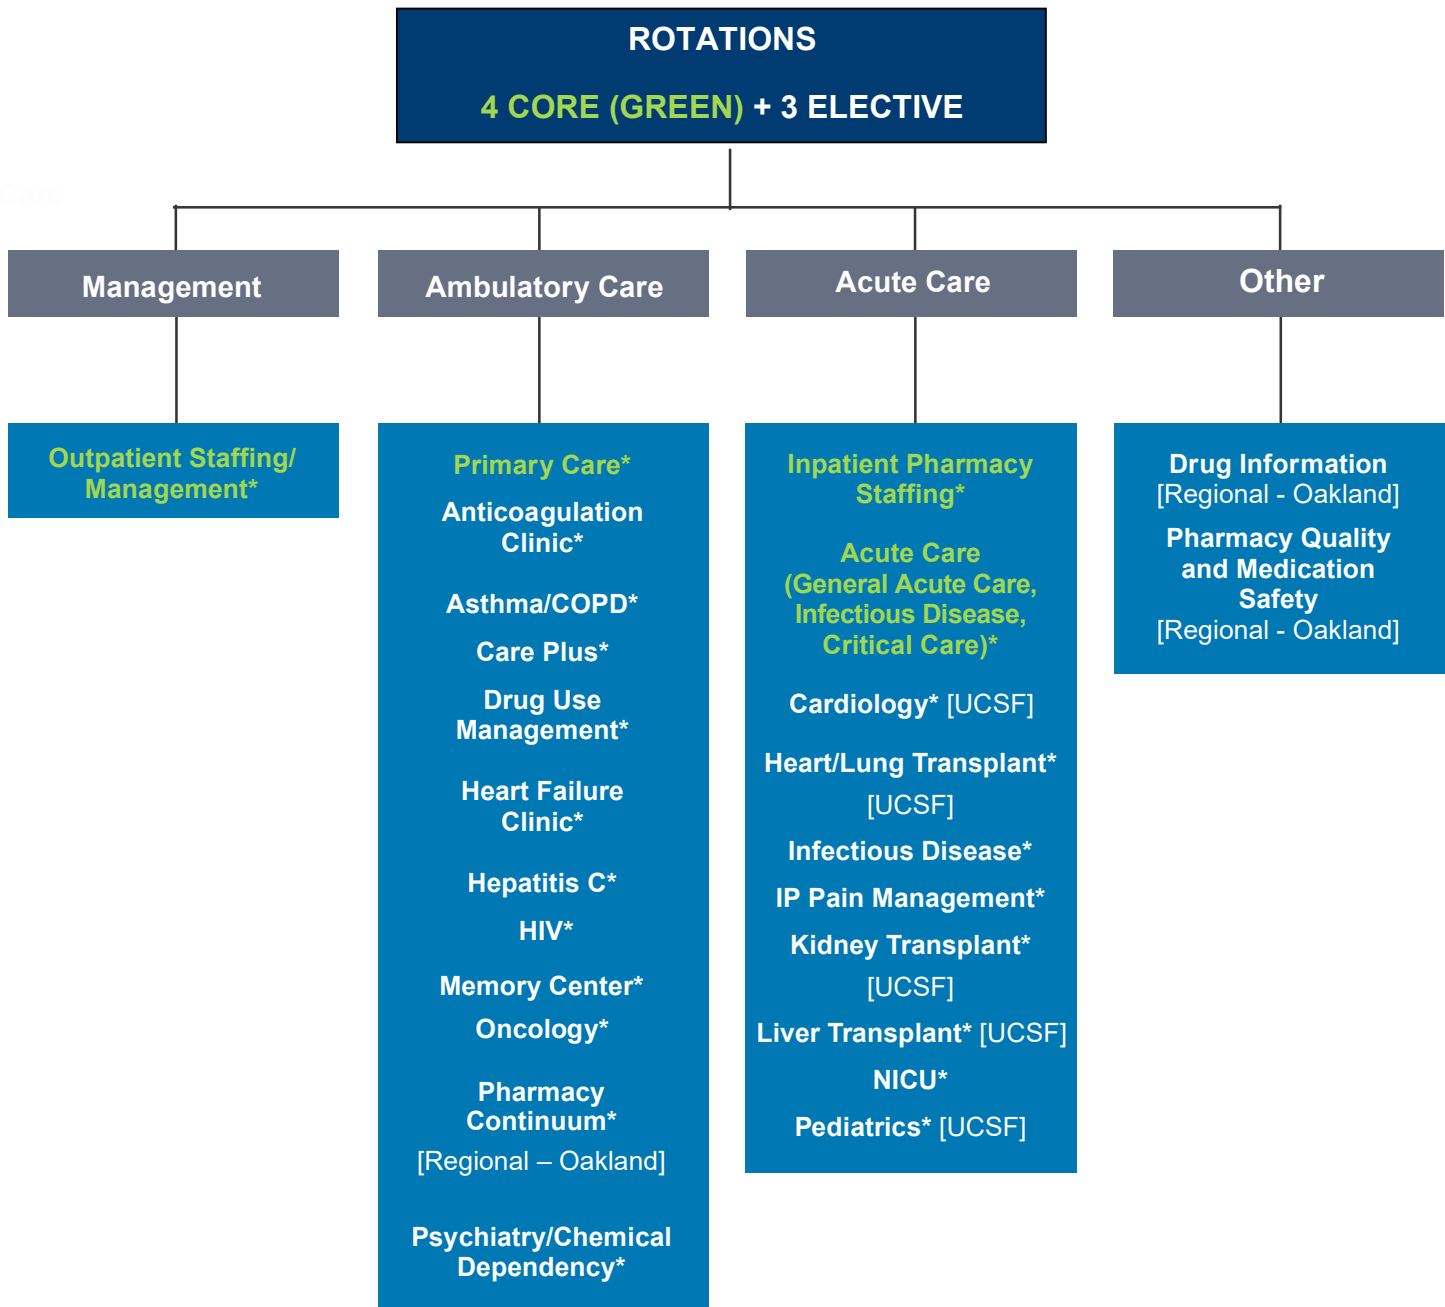 ROTATIONS
4 CORE (GREEN) + 3 ELECTIVE
Management
Outpatient Staffing/
Management*
Ambulatory Care
Primary Care*
Anticoagulation
Clinic*
Asthma/COPD*
Care Plus*
Drug Use
Management*
Heart Failure
Clinic*
Hepatitis C*
HIV*
Memory Center*
Oncology*
Pharmacy
Continuum*
[Regional – Oakland]
Psychiatry/Chemical
Dependency*
Acute Care
Inpatient Pharmacy
Staffing*
Acute Care
(General Acute Care,
Infectious Disease,
Critical Care)*
Cardiology* [UCSF]
Heart/Lung Transplant*
[UCSF]
Infectious Disease*
IP Pain Management*
Kidney Transplant*
[UCSF]
Liver Transplant* [UCSF]
NICU*
Pediatrics* [UCSF]
Other
Drug Information
[Regional - Oakland]
Pharmacy Quality
and Medication
Safety
[Regional - Oakland]